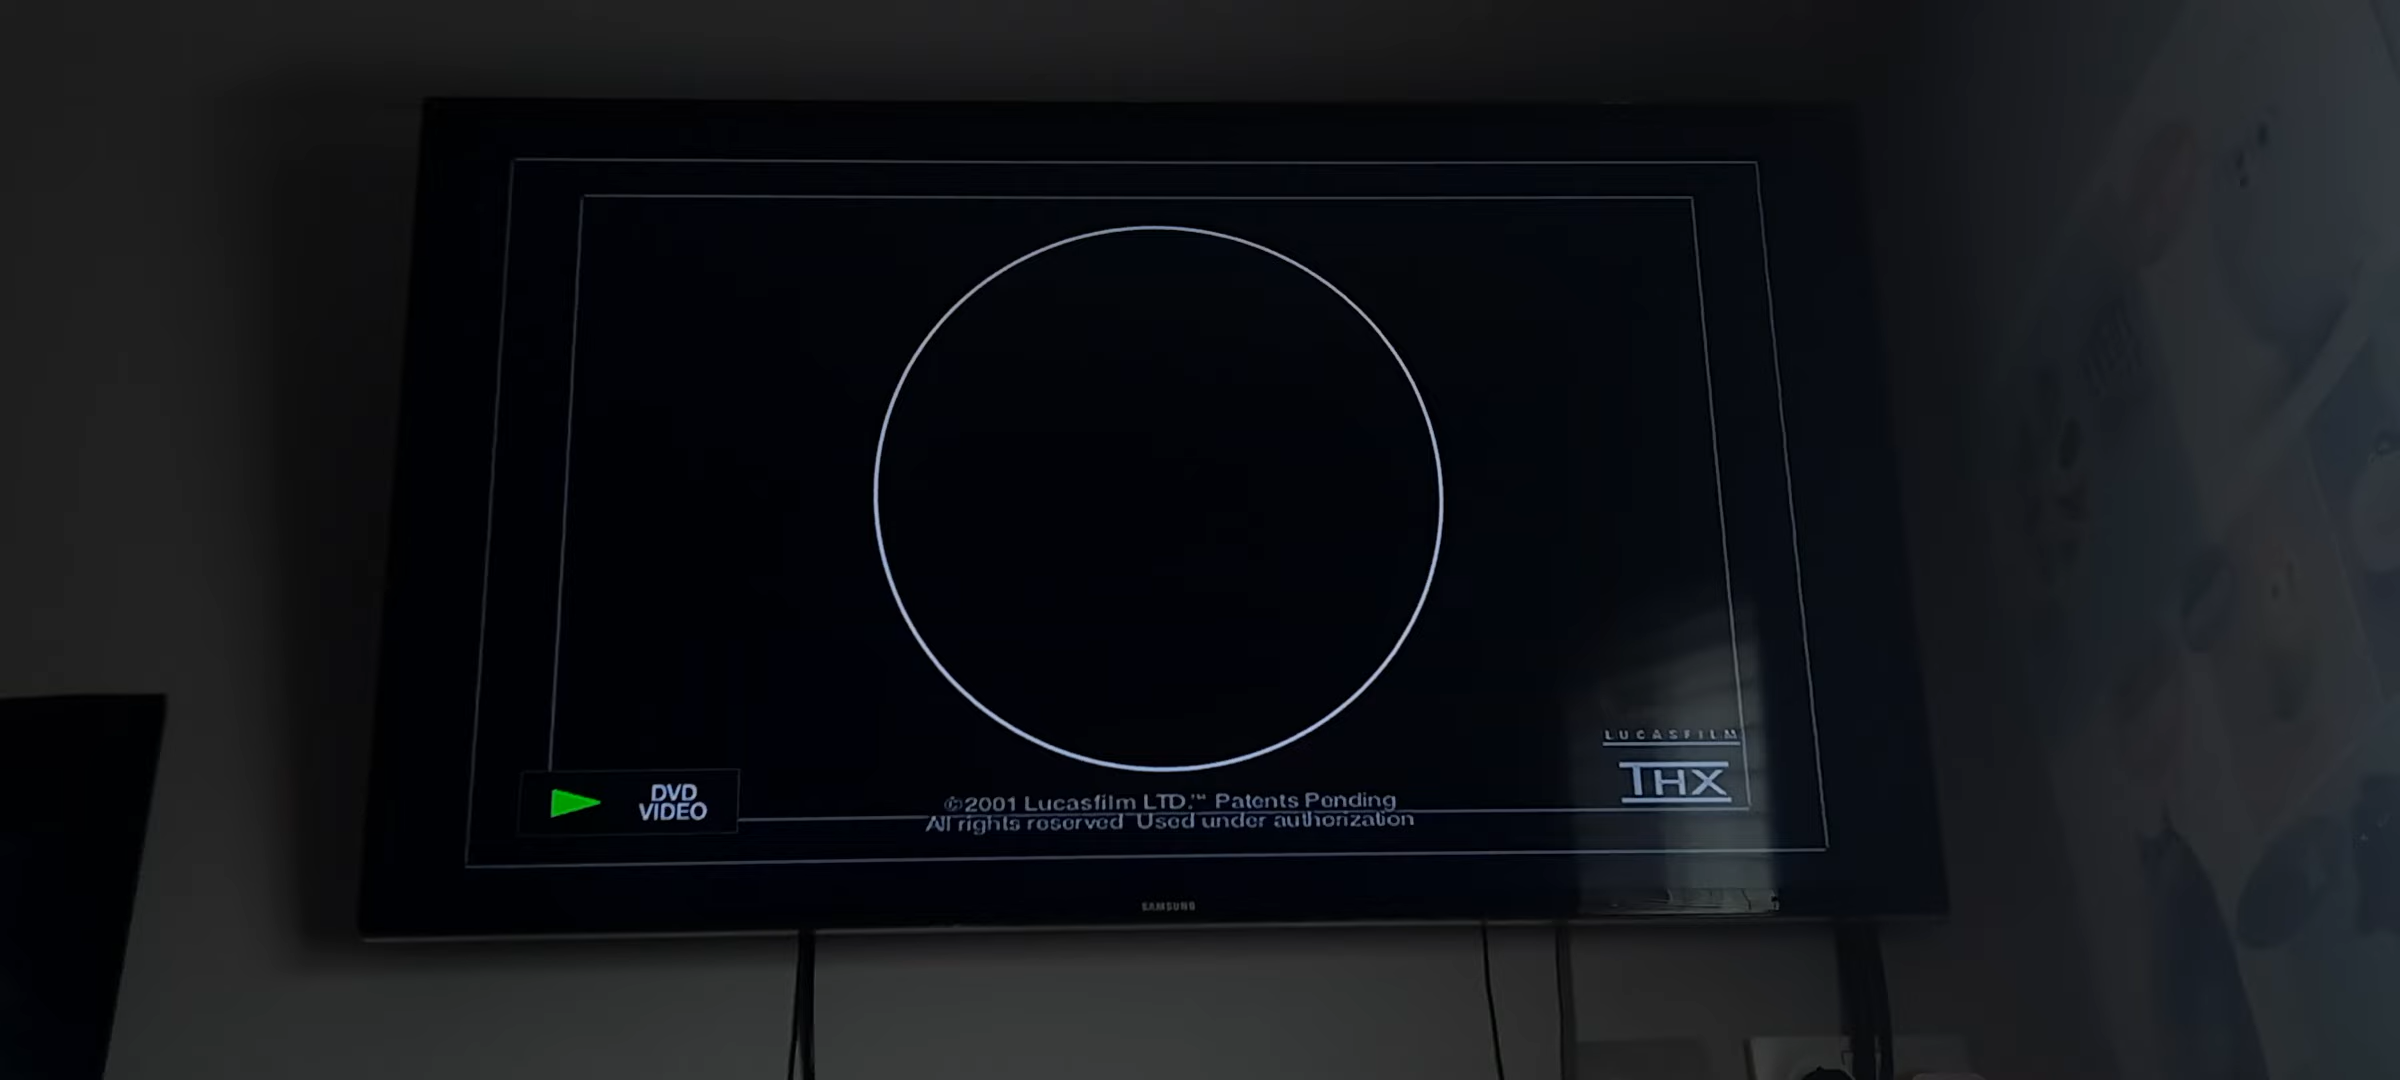 LUCASFILM
THX
DVD
VIDEO
©2001 Lucasfilm LTD.™ Patents Pending
All rights reserved Used under authorization
SAMSUNG